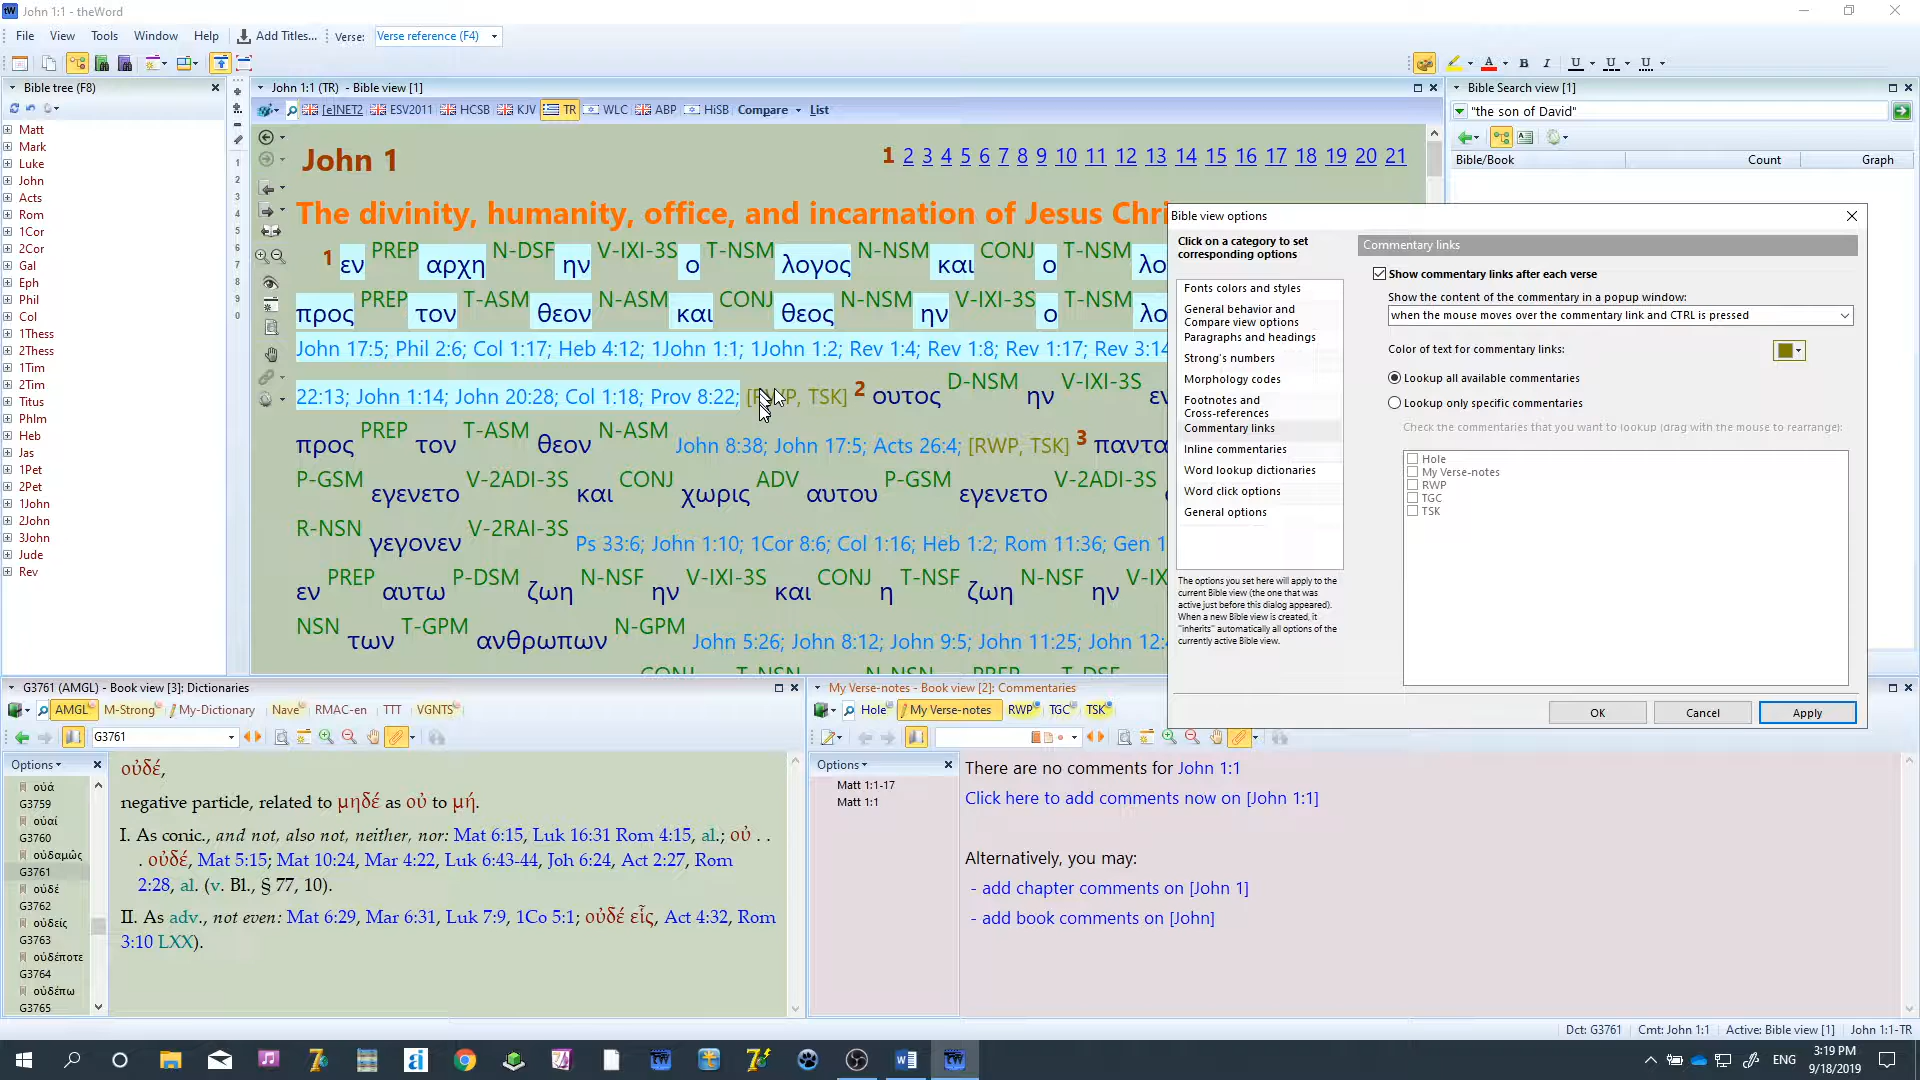 John 1:1 - theWord
File View Tools Window Help Add Titles... Verse: Verse reference (F4)
Bible tree (F8)
Matt
Mark
Luke
John
Acts
Rom
1Cor
2Cor
Gal
Eph
Phil
Col
1Thess
2Thess
1Tim
2Tim
Titus
Phlm
Heb
Jas
1Pet
2Pet
1John
2John
3John
Jude
Rev
1
2
3
4
5
6
7
8
9
0
John 1:1 (TR) - Bible view [1]
[e]NET2 ESV2011 HCSB KJV TR WLC ABP HiSB Compare List
John 1
1 2 3 4 5 6 7 8 9 10 11 12 13 14 15 16 17 18 19 20 21
The divinity, humanity, office, and incarnation of Jesus Chri
1 εν PREP αρχη N-DSF ην V-IXI-3S ο T-NSM λογος N-NSM και CONJ ο T-NSM λο
προς PREP τον T-ASM θεον N-ASM και CONJ θεος N-NSM ην V-IXI-3S ο T-NSM λο
John 17:5; Phil 2:6; Col 1:17; Heb 4:12; 1John 1:1; 1John 1:2; Rev 1:4; Rev 1:8; Rev 1:17; Rev 3:14
22:13; John 1:14; John 20:28; Col 1:18; Prov 8:22; [RWP, TSK] 2 ουτος D-NSM ην V-IXI-3S εν
προς PREP τον T-ASM θεον N-ASM John 8:38; John 17:5; Acts 26:4; [RWP, TSK] 3 παντα
P-GSM εγενετο V-2ADI-3S και CONJ χωρις ADV αυτου P-GSM εγενετο V-2ADI-3S
R-NSN γεγονεν V-2RAI-3S Ps 33:6; John 1:10; 1Cor 8:6; Col 1:16; Heb 1:2; Rom 11:36; Gen 1
εν PREP αυτω P-DSM ζωη N-NSF ην V-IXI-3S και CONJ η T-NSF ζωη N-NSF ην V-IX
NSN των T-GPM ανθρωπων N-GPM John 5:26; John 8:12; John 9:5; John 11:25; John 12:
CONJ T-NSN N-NSN PREP T-DSF
Bible Search view [1]
"the son of David"
Bible/Book Count Graph
Bible view options
Click on a category to set
corresponding options
Fonts colors and styles
General behavior and
Compare view options
Paragraphs and headings
Strong's numbers
Morphology codes
Footnotes and
Cross-references
Commentary links
Inline commentaries
Word lookup dictionaries
Word click options
General options
The options you set here will apply to the
current Bible view (the one that was
active just before this dialog appeared).
When a new Bible view is created, it
"inherits" automatically all options of the
currently active Bible view.
Commentary links
Show commentary links after each verse
Show the content of the commentary in a popup window:
when the mouse moves over the commentary link and CTRL is pressed
Color of text for commentary links:
Lookup all available commentaries
Lookup only specific commentaries
Check the commentaries that you want to lookup (drag with the mouse to rearrange):
Hole
My Verse-notes
RWP
TGC
TSK
OK Cancel Apply
G3761 (AMGL) - Book view [3]: Dictionaries
AMGL M-Strong My-Dictionary Nave RMAC-en TTT VGNTS
G3761
Options
οὐά
G3759
οὐαί
G3760
οὐδαμῶς
G3761
οὐδέ
G3762
οὐδείς
G3763
οὐδέποτε
G3764
οὐδέπω
G3765
οὐδέ,
negative particle, related to μηδέ as οὐ to μή.
I. As conic., and not, also not, neither, nor: Mat 6:15, Luk 16:31 Rom 4:15, al.; οὐ . .
. οὐδέ, Mat 5:15; Mat 10:24, Mar 4:22, Luk 6:43-44, Joh 6:24, Act 2:27, Rom
2:28, al. (v. Bl., § 77, 10).
II. As adv., not even: Mat 6:29, Mar 6:31, Luk 7:9, 1Co 5:1; οὐδέ εἷς, Act 4:32, Rom
3:10 LXX).
My Verse-notes - Book view [2]: Commentaries
Hole My Verse-notes RWP TGC TSK
Options
Matt 1:1-17
Matt 1:1
There are no comments for John 1:1
Click here to add comments now on [John 1:1]
Alternatively, you may:
- add chapter comments on [John 1]
- add book comments on [John]
Dct: G3761 Cmt: John 1:1 Active: Bible view [1] John 1:1-TR
ENG
3:19 PM
9/18/2019